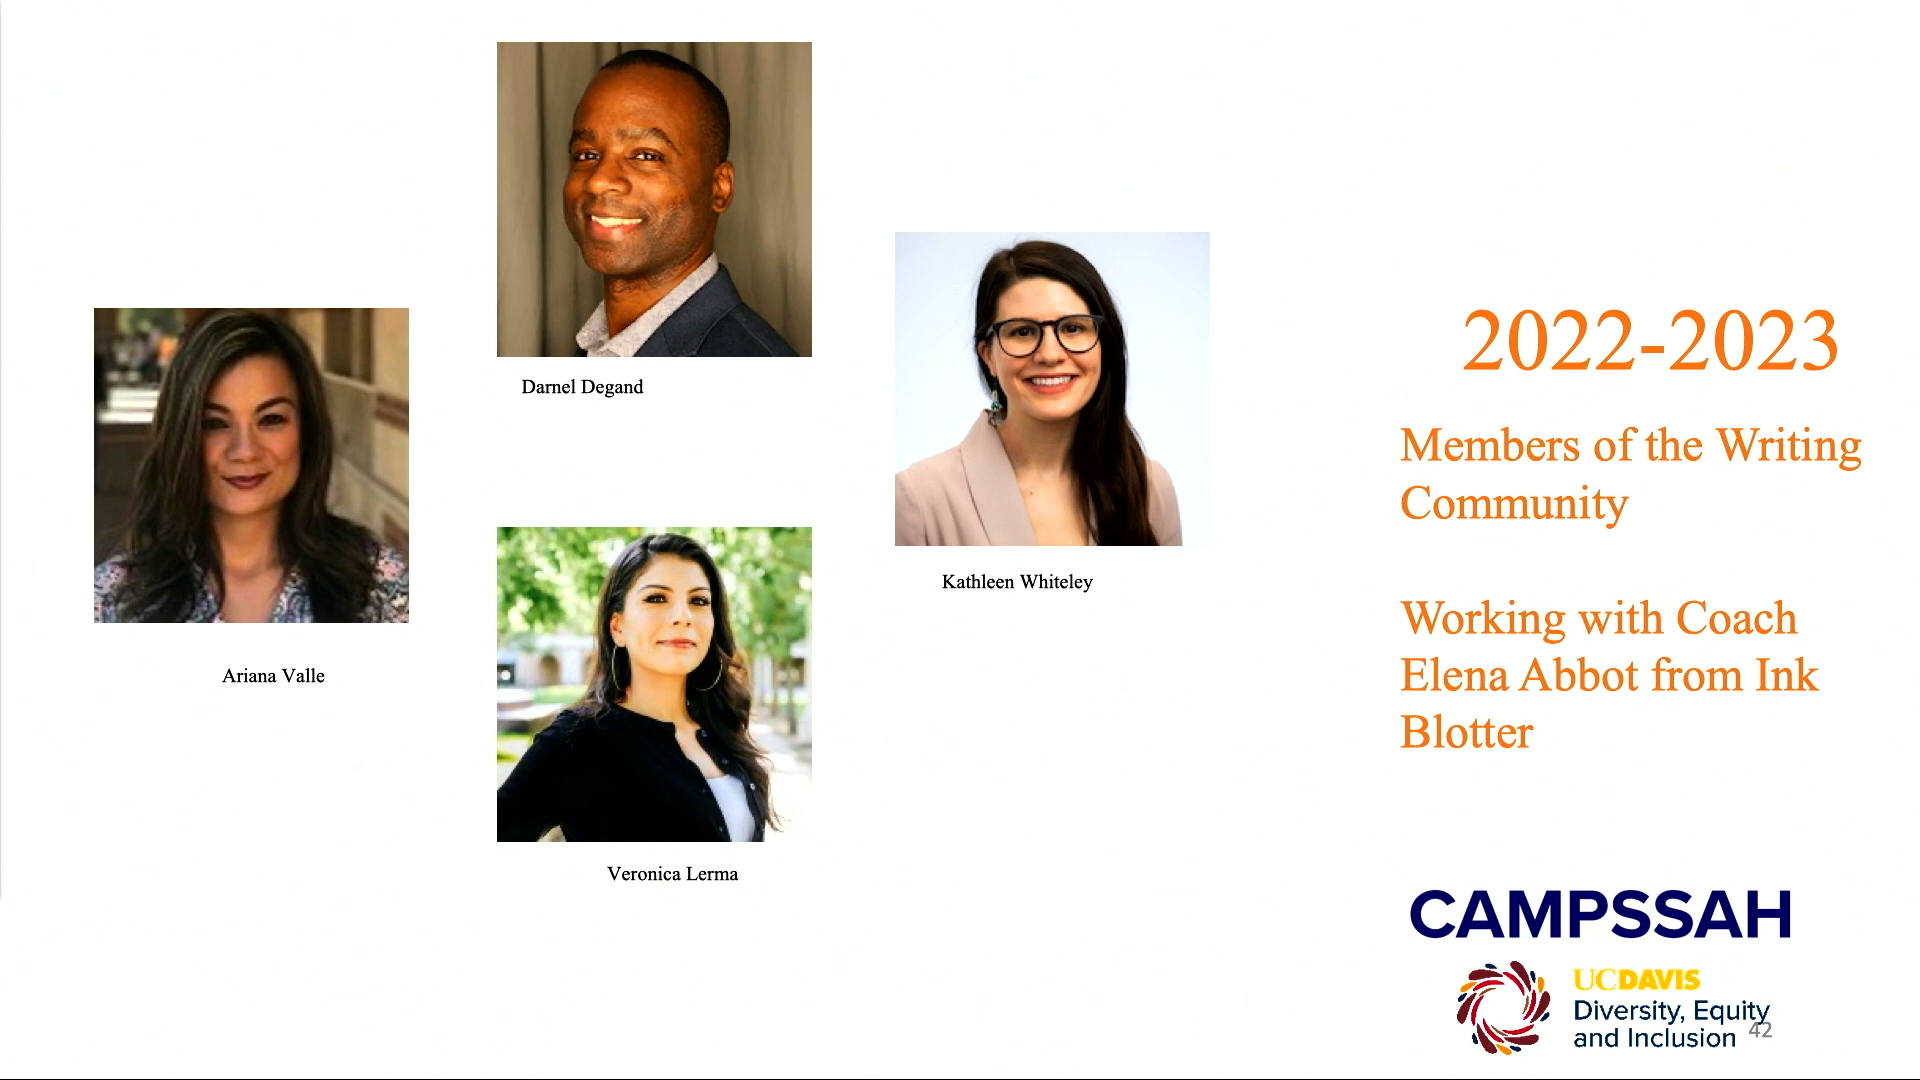 Darnel Degand
Ariana Valle
Kathleen Whiteley
Veronica Lerma
2022-2023
Members of the Writing
Community
Working with Coach
Elena Abbot from Ink
Blotter
CAMPSSAH
UCDAVIS
Diversity, Equity
and Inclusion
42